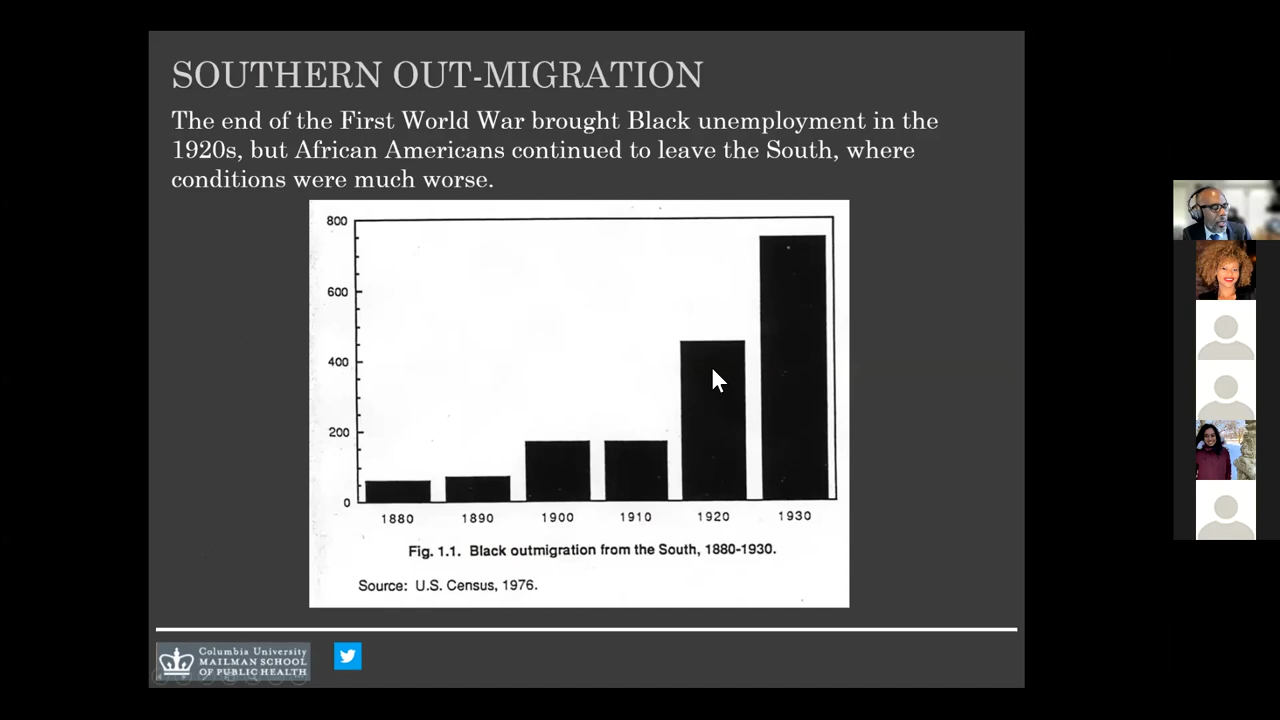 SOUTHERN OUT-MIGRATION
The end of the First World War brought Black unemployment in the
1920s, but African Americans continued to leave the South, where
conditions were much worse.
800
600
400
200
0
1880 1890 1900 1910 1920 1930
Fig. 1.1. Black outmigration from the South, 1880-1930.
Source: U.S. Census, 1976.
Columbia University
MAILMAN SCHOOL
OF PUBLIC HEALTH